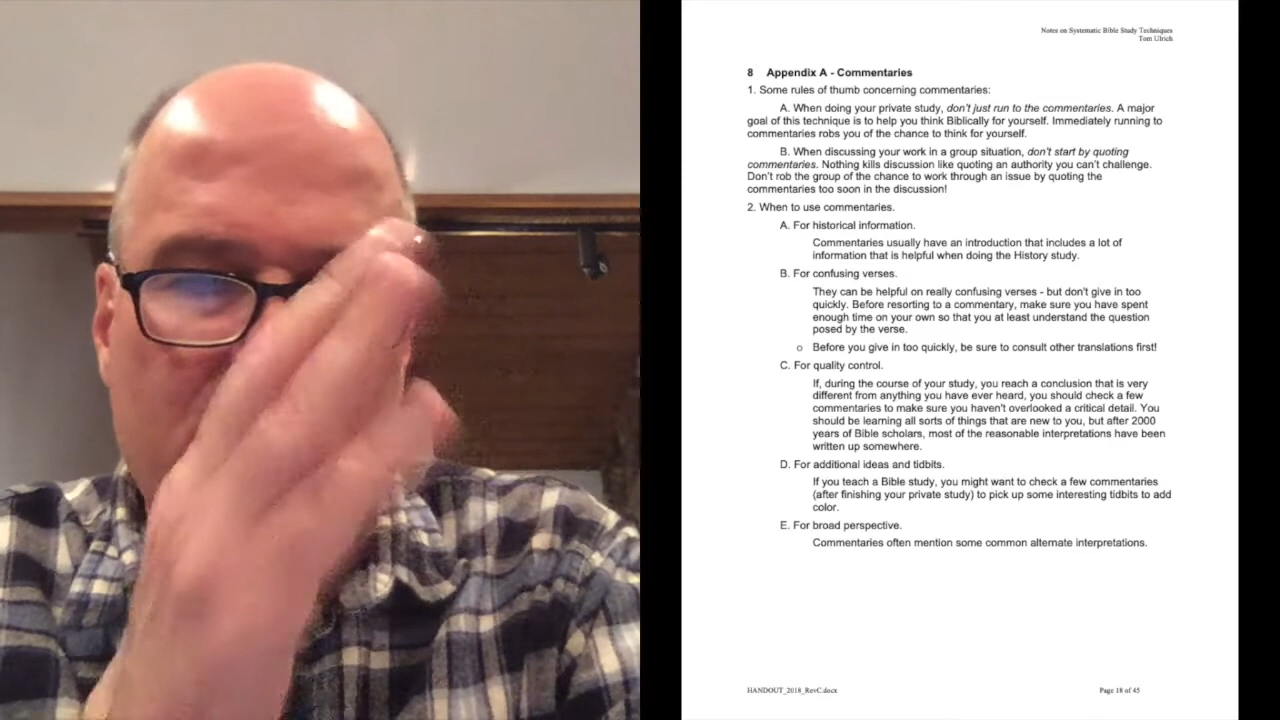 Notes on Systematic Bible Study Techniques
Tom Ulrich
8 Appendix A - Commentaries
1. Some rules of thumb concerning commentaries:
A. When doing your private study, don't just run to the commentaries. A major
goal of this technique is to help you think Biblically for yourself. Immediately running to
commentaries robs you of the chance to think for yourself.
B. When discussing your work in a group situation, don't start by quoting
commentaries. Nothing kills discussion like quoting an authority you can't challenge.
Don't rob the group of the chance to work through an issue by quoting the
commentaries too soon in the discussion!
2. When to use commentaries.
A. For historical information.
Commentaries usually have an introduction that includes a lot of
information that is helpful when doing the History study.
B. For confusing verses.
They can be helpful on really confusing verses - but don't give in too
quickly. Before resorting to a commentary, make sure you have spent
enough time on your own so that you at least understand the question
posed by the verse.
o Before you give in too quickly, be sure to consult other translations first!
C. For quality control.
If, during the course of your study, you reach a conclusion that is very
different from anything you have ever heard, you should check a few
commentaries to make sure you haven't overlooked a critical detail. You
should be learning all sorts of things that are new to you, but after 2000
years of Bible scholars, most of the reasonable interpretations have been
written up somewhere.
D. For additional ideas and tidbits.
If you teach a Bible study, you might want to check a few commentaries
(after finishing your private study) to pick up some interesting tidbits to add
color.
E. For broad perspective.
Commentaries often mention some common alternate interpretations.
HANDOUT_2018_RevC.docx
Page 18 of 45